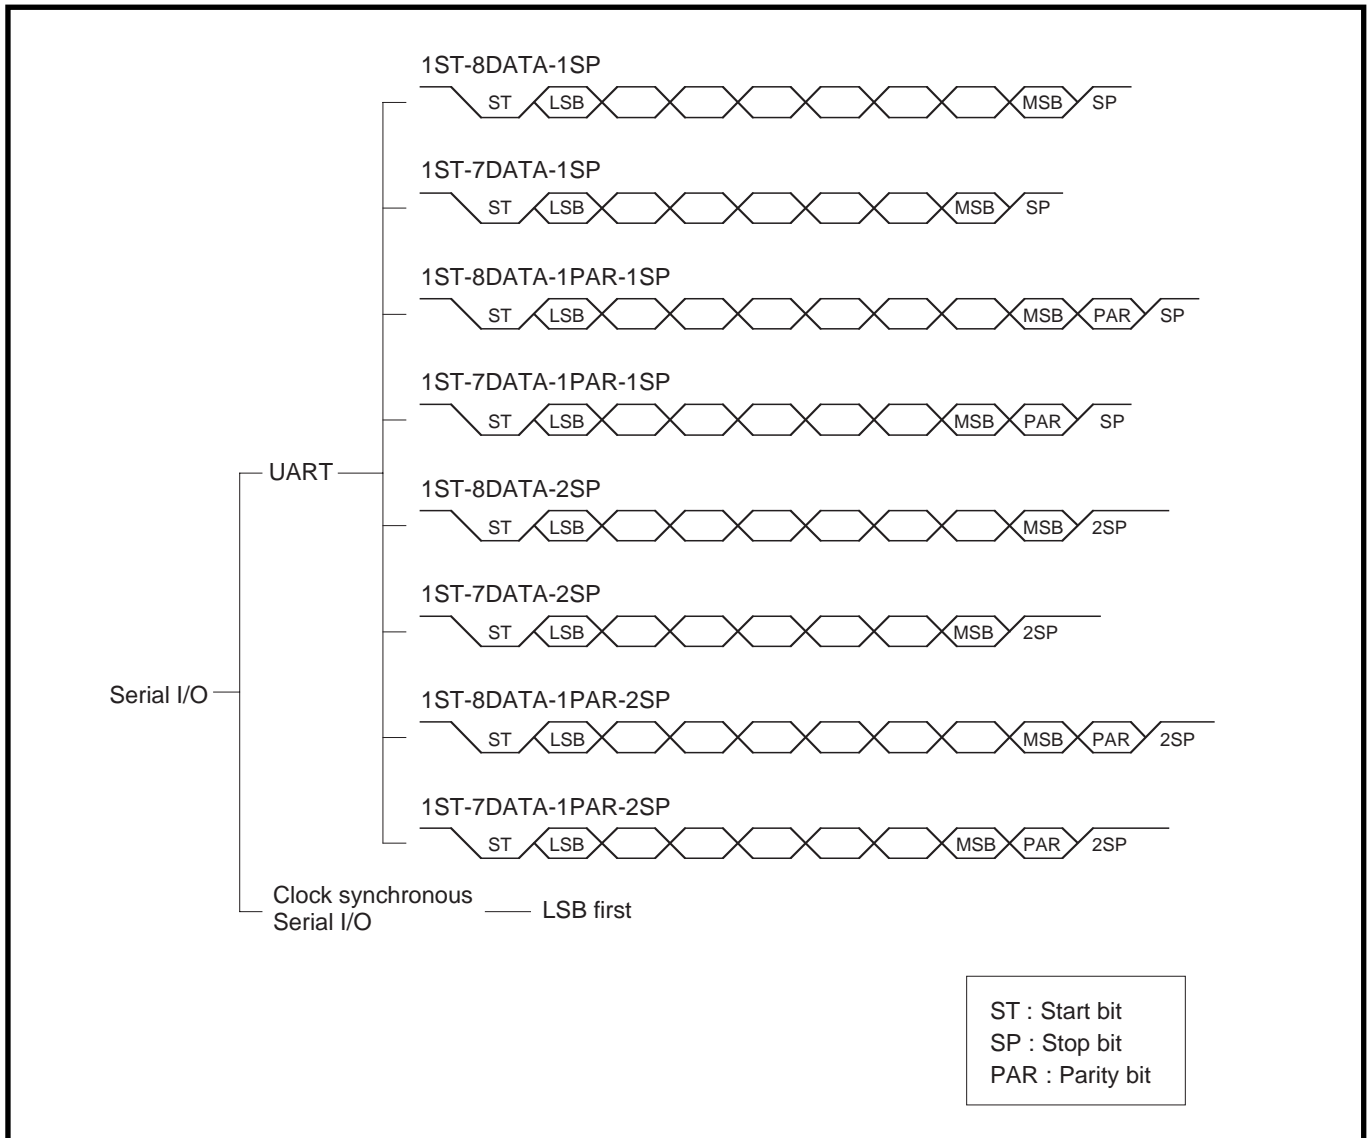 1ST-8DATA-1SP
ST LSB MSB SP
1ST-7DATA-1SP
ST LSB MSB SP
1ST-8DATA-1PAR-1SP
ST LSB MSB PAR SP
1ST-7DATA-1PAR-1SP
ST LSB MSB PAR SP
UART
1ST-8DATA-2SP
ST LSB MSB 2SP
1ST-7DATA-2SP
ST LSB MSB 2SP
Serial I/O
1ST-8DATA-1PAR-2SP
ST LSB MSB PAR 2SP
1ST-7DATA-1PAR-2SP
ST LSB MSB PAR 2SP
Clock synchronous
Serial I/O
LSB first
ST : Start bit
SP : Stop bit
PAR : Parity bit